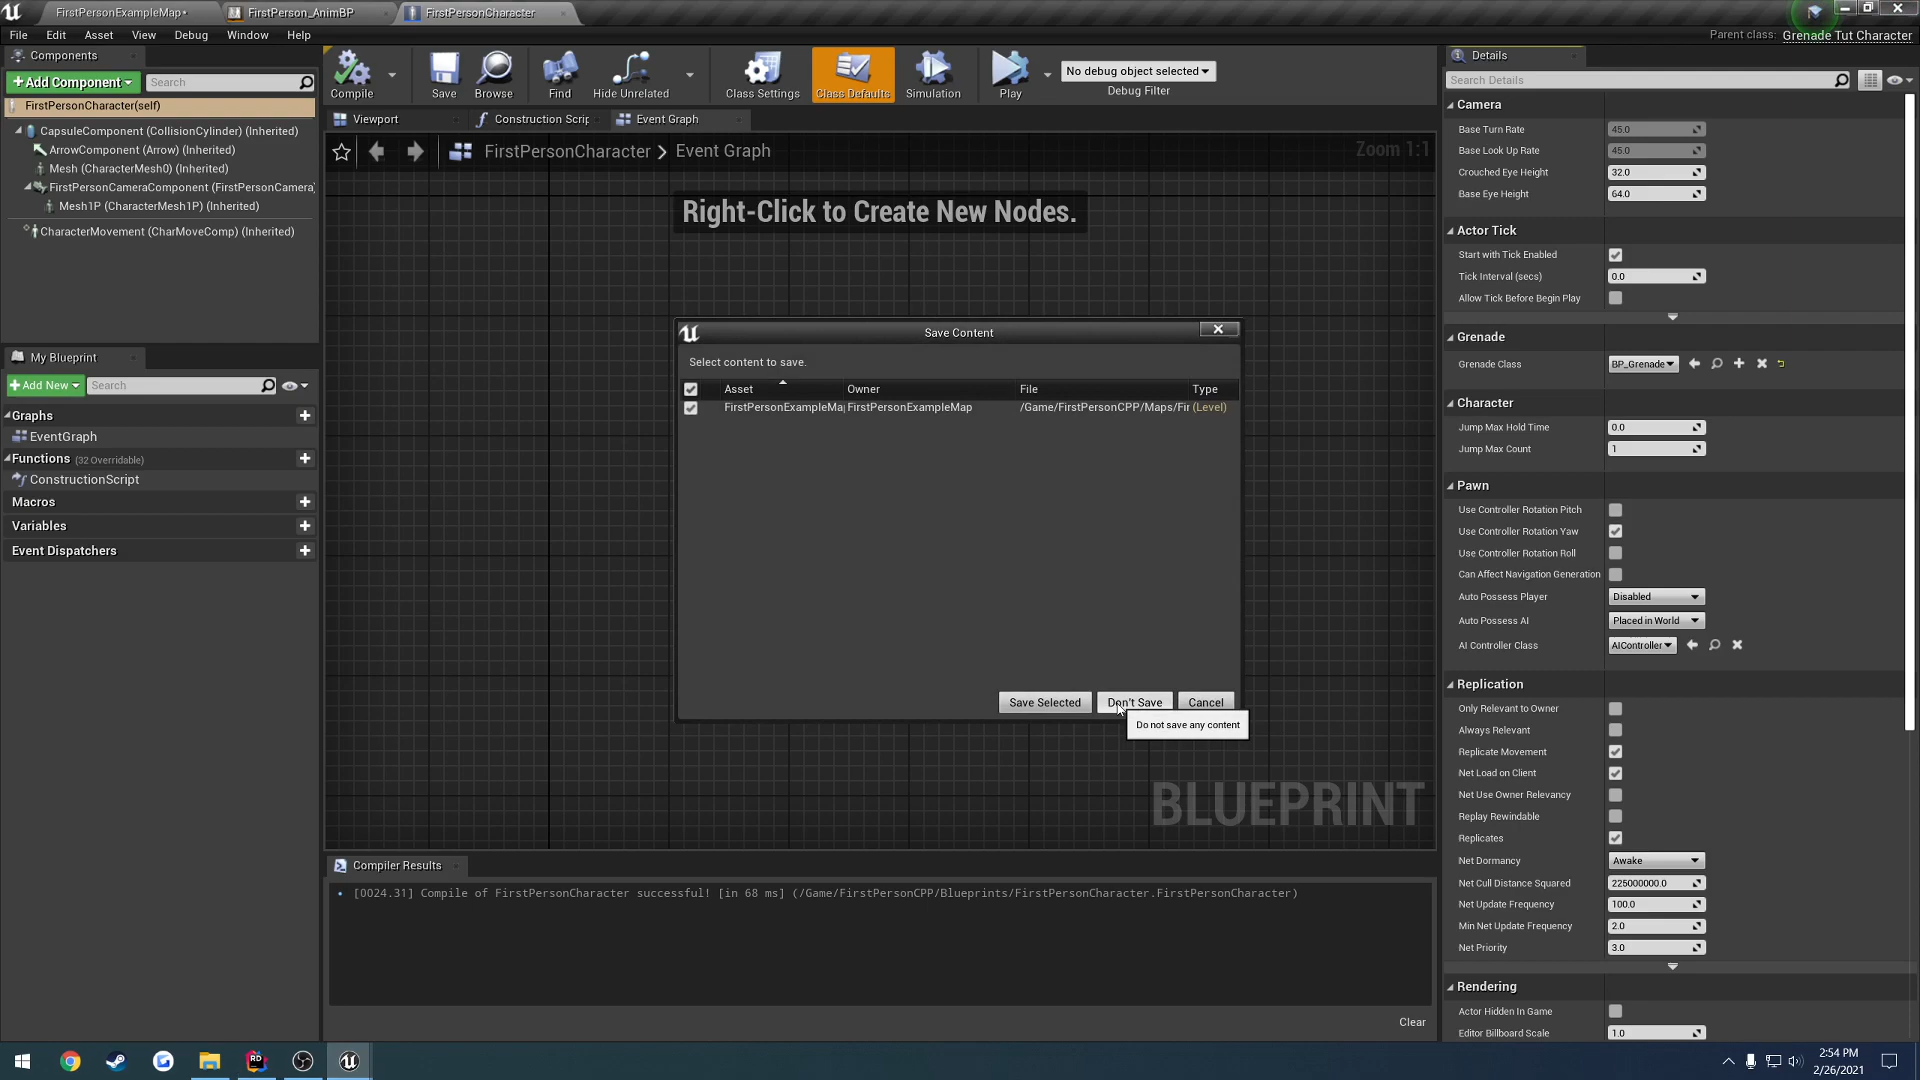 FirstPersonExampleMap*
FirstPerson_AnimBP
FirstPersonCharacter
File Edit Asset View Debug Window Help
Parent class: Grenade Tut Character
Components
+Add Component
Search
FirstPersonCharacter(self)
CapsuleComponent (CollisionCylinder) (Inherited)
ArrowComponent (Arrow) (Inherited)
Mesh (CharacterMesh0) (Inherited)
FirstPersonCameraComponent (FirstPersonCamera
Mesh1P (CharacterMesh1P) (Inherited)
CharacterMovement (CharMoveComp) (Inherited)
My Blueprint
+Add New
Search
Graphs
EventGraph
Functions (32 Overridable)
ConstructionScript
Macros
Variables
Event Dispatchers
Compile
Save
Browse
Find
Hide Unrelated
Class Settings
Class Defaults
Simulation
Play
No debug object selected
Debug Filter
Viewport
Construction Scrip
Event Graph
FirstPersonCharacter > Event Graph
Zoom 1:1
Right-Click to Create New Nodes.
Save Content
Select content to save.
Asset Owner File Type
FirstPersonExampleMa FirstPersonExampleMap /Game/FirstPersonCPP/Maps/Fir (Level)
Save Selected
Don't Save
Cancel
Do not save any content
BLUEPRINT
Compiler Results
[0024.31] Compile of FirstPersonCharacter successful! [in 68 ms] (/Game/FirstPersonCPP/Blueprints/FirstPersonCharacter.FirstPersonCharacter)
Clear
Details
Search Details
Camera
Base Turn Rate 45.0
Base Look Up Rate 45.0
Crouched Eye Height 32.0
Base Eye Height 64.0
Actor Tick
Start with Tick Enabled
Tick Interval (secs) 0.0
Allow Tick Before Begin Play
Grenade
Grenade Class BP_Grenade
Character
Jump Max Hold Time 0.0
Jump Max Count 1
Pawn
Use Controller Rotation Pitch
Use Controller Rotation Yaw
Use Controller Rotation Roll
Can Affect Navigation Generation
Auto Possess Player Disabled
Auto Possess AI Placed in World
AI Controller Class AIController
Replication
Only Relevant to Owner
Always Relevant
Replicate Movement
Net Load on Client
Net Use Owner Relevancy
Replay Rewindable
Replicates
Net Dormancy Awake
Net Cull Distance Squared 225000000.0
Net Update Frequency 100.0
Min Net Update Frequency 2.0
Net Priority 3.0
Rendering
Actor Hidden In Game
Editor Billboard Scale 1.0
2:54 PM
2/26/2021